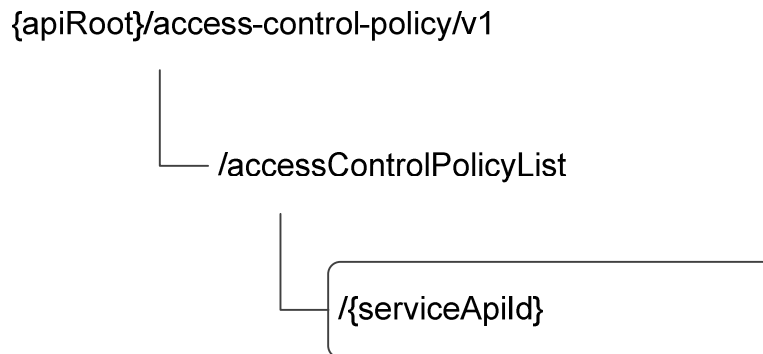 {apiRoot}/access-control-policy/v1
/accessControlPolicyList
/{serviceApiId}